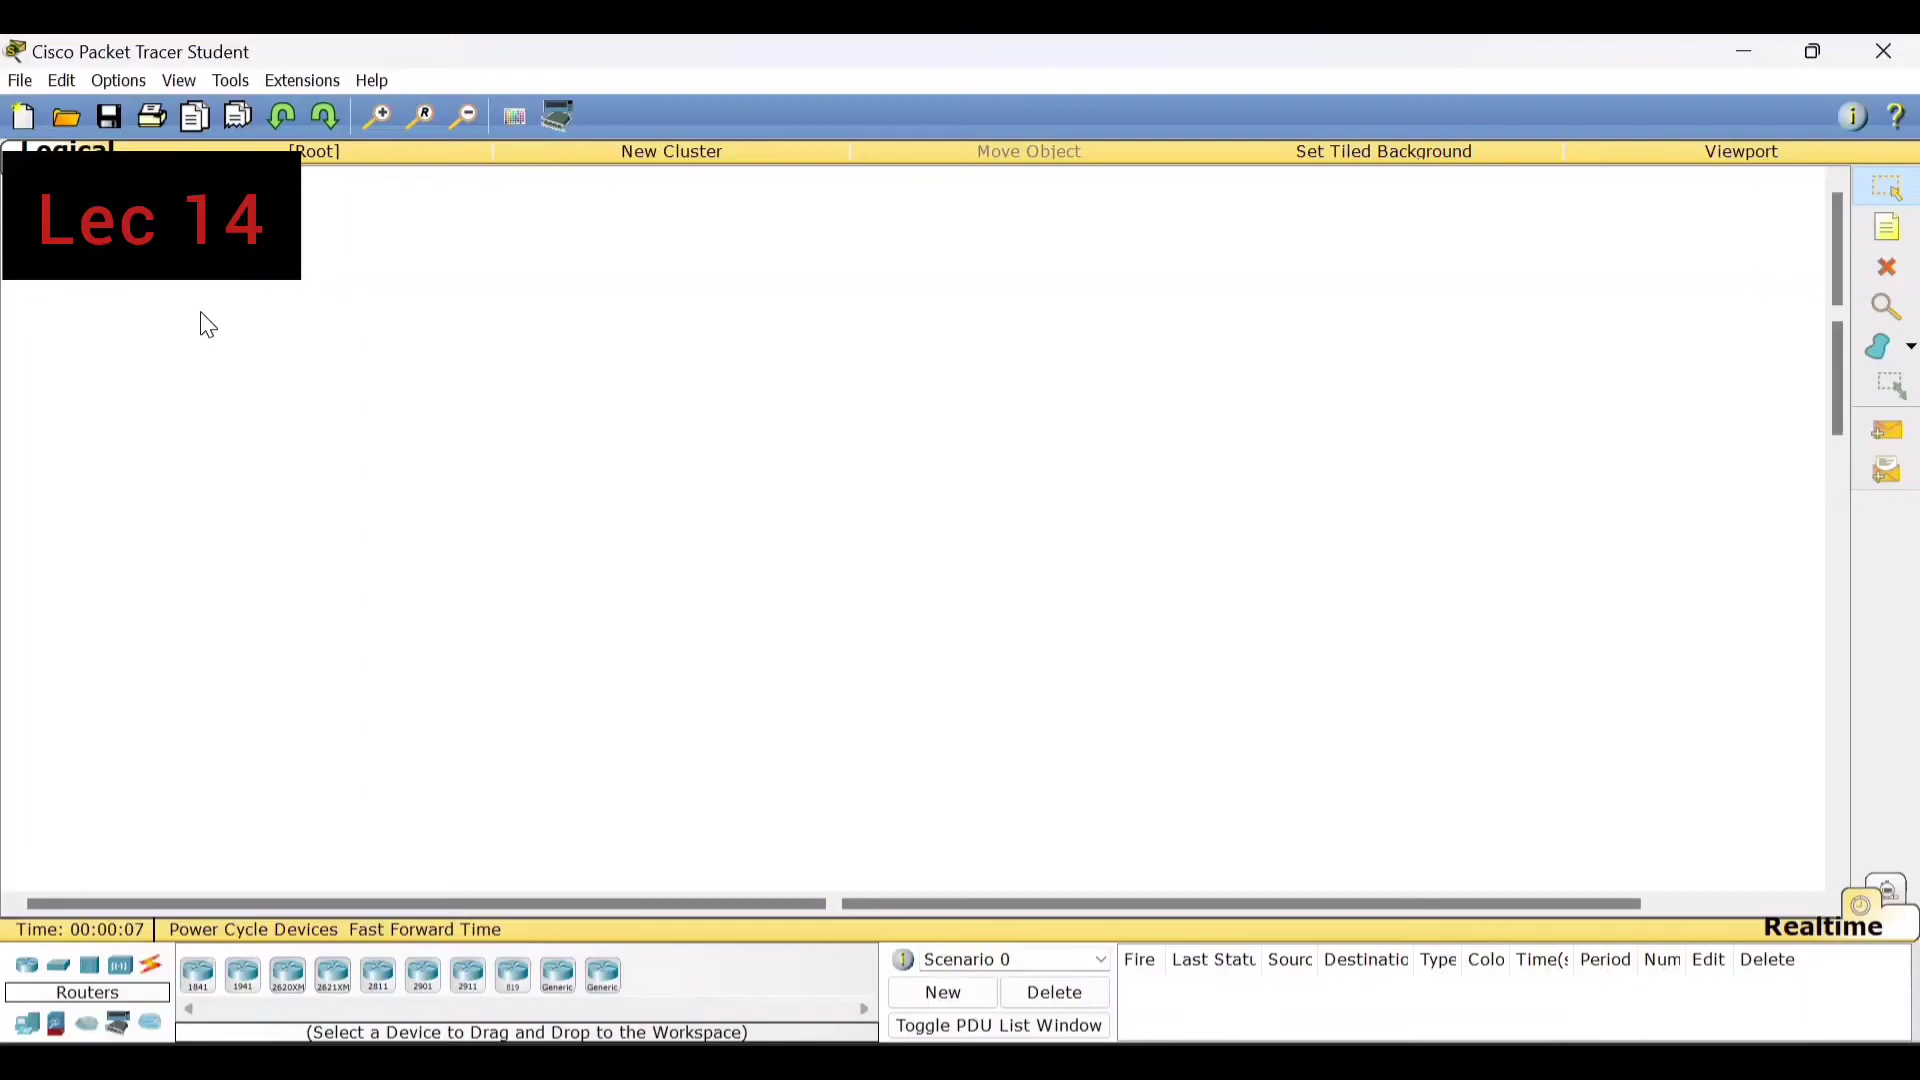 Cisco Packet Tracer Student
File Edit Options View Tools Extensions Help
Logical [Root] New Cluster Move Object Set Tiled Background Viewport
Lec 14
Time: 00:00:07 Power Cycle Devices Fast Forward Time Realtime
1841 1941 2620XM 2621XM 2811 2901 2911 819 Generic Generic
Routers
(Select a Device to Drag and Drop to the Workspace)
Scenario 0
New Delete
Toggle PDU List Window
Fire Last Statu Sourc Destinatio Type Colo Time(s Period Num Edit Delete